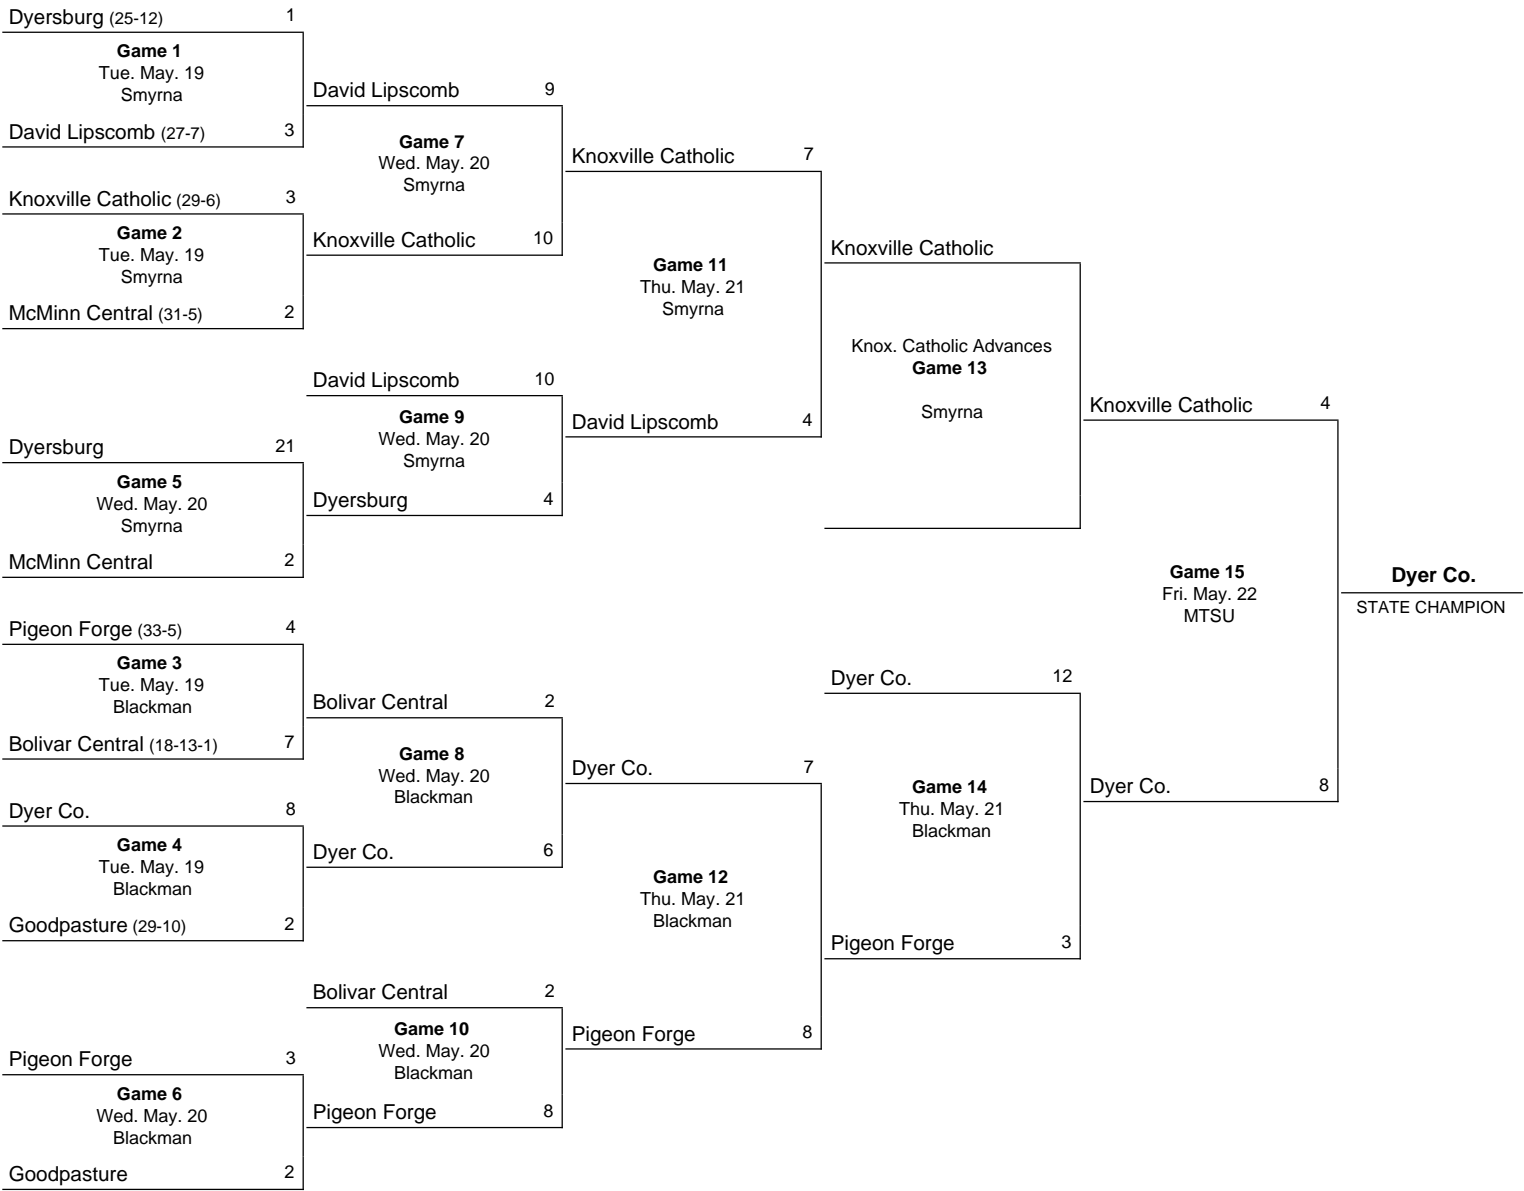 Dyersburg (25-12) 1
Game 1
Tue. May. 19
Smyrna
David Lipscomb (27-7) 3
Knoxville Catholic (29-6) 3
Game 2
Tue. May. 19
Smyrna
McMinn Central (31-5) 2
Dyersburg 21
Game 5
Wed. May. 20
Smyrna
McMinn Central 2
Pigeon Forge (33-5) 4
Game 3
Tue. May. 19
Blackman
Bolivar Central (18-13-1) 7
Dyer Co. 8
Game 4
Tue. May. 19
Blackman
Goodpasture (29-10) 2
Pigeon Forge 3
Game 6
Wed. May. 20
Blackman
Goodpasture 2
David Lipscomb 9
Game 7
Wed. May. 20
Smyrna
Knoxville Catholic 10
David Lipscomb 10
Game 9
Wed. May. 20
Smyrna
Dyersburg 4
Bolivar Central 2
Game 8
Wed. May. 20
Blackman
Dyer Co. 6
Bolivar Central 2
Game 10
Wed. May. 20
Blackman
Pigeon Forge 8
Knoxville Catholic 7
Game 11
Thu. May. 21
Smyrna
David Lipscomb 4
Dyer Co. 7
Game 12
Thu. May. 21
Blackman
Pigeon Forge 8
Knoxville Catholic
Knox. Catholic Advances
Game 13
Smyrna
Dyer Co. 12
Game 14
Thu. May. 21
Blackman
Pigeon Forge 3
Knoxville Catholic 4
Game 15
Fri. May. 22
MTSU
Dyer Co. 8
Dyer Co.
STATE CHAMPION